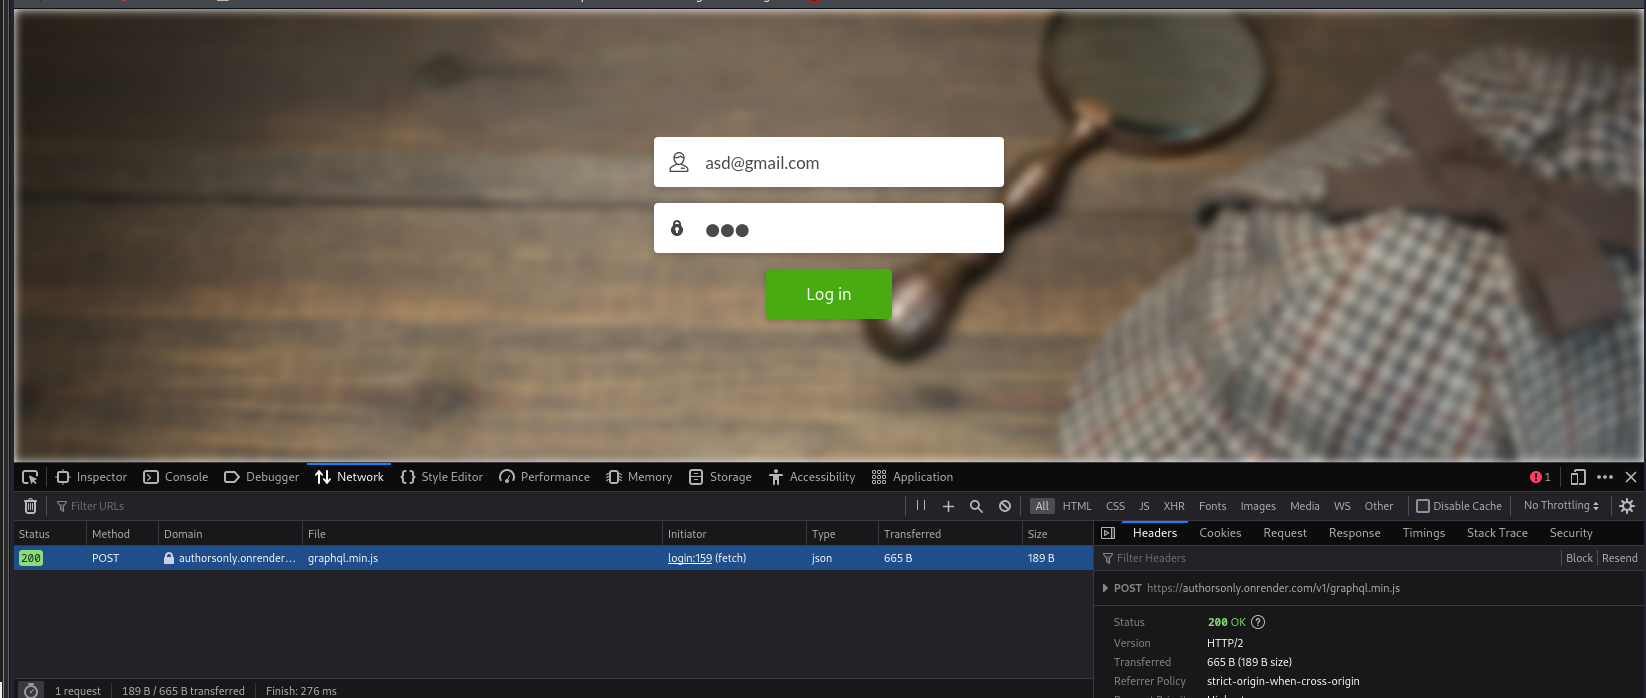 asd@gmail.com
Log in
Inspector Console Debugger Network Style Editor Performance Memory Storage Accessibility Application 1
Filter URLs All HTML CSS JS XHR Fonts Images Media WS Other Disable Cache No Throttling
Status Method Domain File Initiator Transferred Size
200 POST authorsonly.onrender... graphql.min.js login:159 (fetch) json 665 B 189 B
Type
Headers Cookies Request Response Timings Stack Trace Security
Filter Headers Block Resend
POST https://authorsonly.onrender.com/v1/graphql.min.js
Status 200 OK
Version HTTP/2
Transferred 665 B (189 B size)
Referrer Policy strict-origin-when-cross-origin
1 request 189 B / 665 B transferred Finish: 276 ms